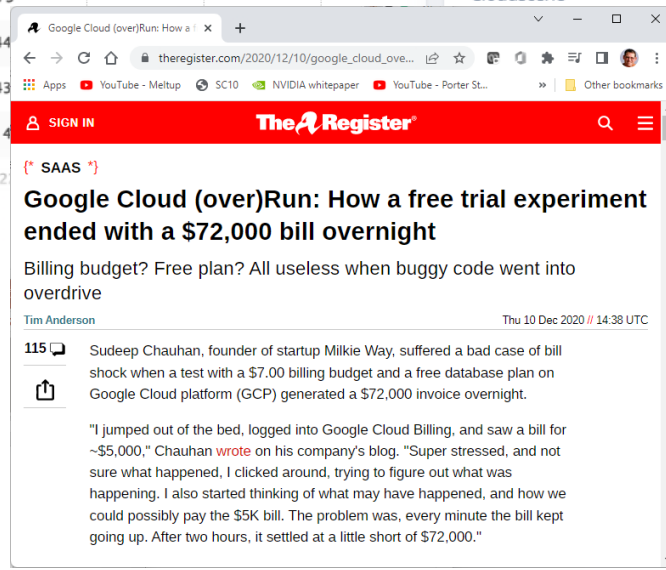 Google Cloud (over)Run: How a f
theregister.com/2020/12/10/google_cloud_ove...
Apps YouTube - Meltup SC10 NVIDIA whitepaper YouTube - Porter St... » Other bookmarks
SIGN IN The Register®
{* SAAS *}
Google Cloud (over)Run: How a free trial experiment
ended with a $72,000 bill overnight
Billing budget? Free plan? All useless when buggy code went into
overdrive
Tim Anderson Thu 10 Dec 2020 // 14:38 UTC
115
Sudeep Chauhan, founder of startup Milkie Way, suffered a bad case of bill
shock when a test with a $7.00 billing budget and a free database plan on
Google Cloud platform (GCP) generated a $72,000 invoice overnight.
"I jumped out of the bed, logged into Google Cloud Billing, and saw a bill for
~$5,000," Chauhan wrote on his company's blog. "Super stressed, and not
sure what happened, I clicked around, trying to figure out what was
happening. I also started thinking of what may have happened, and how we
could possibly pay the $5K bill. The problem was, every minute the bill kept
going up. After two hours, it settled at a little short of $72,000."